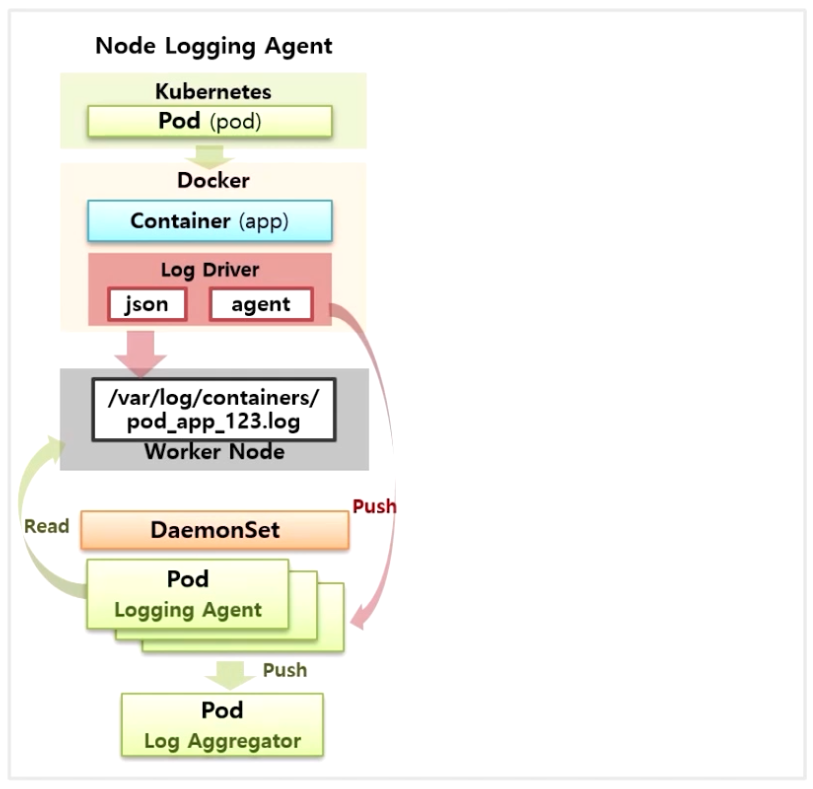 Node Logging Agent
Kubernetes
Pod (pod)
Docker
Container (app)
Log Driver
json
agent
/var/log/containers/
pod_app_123.log
Worker Node
Push
Read
DaemonSet
Pod
Logging Agent
Push
Pod
Log Aggregator